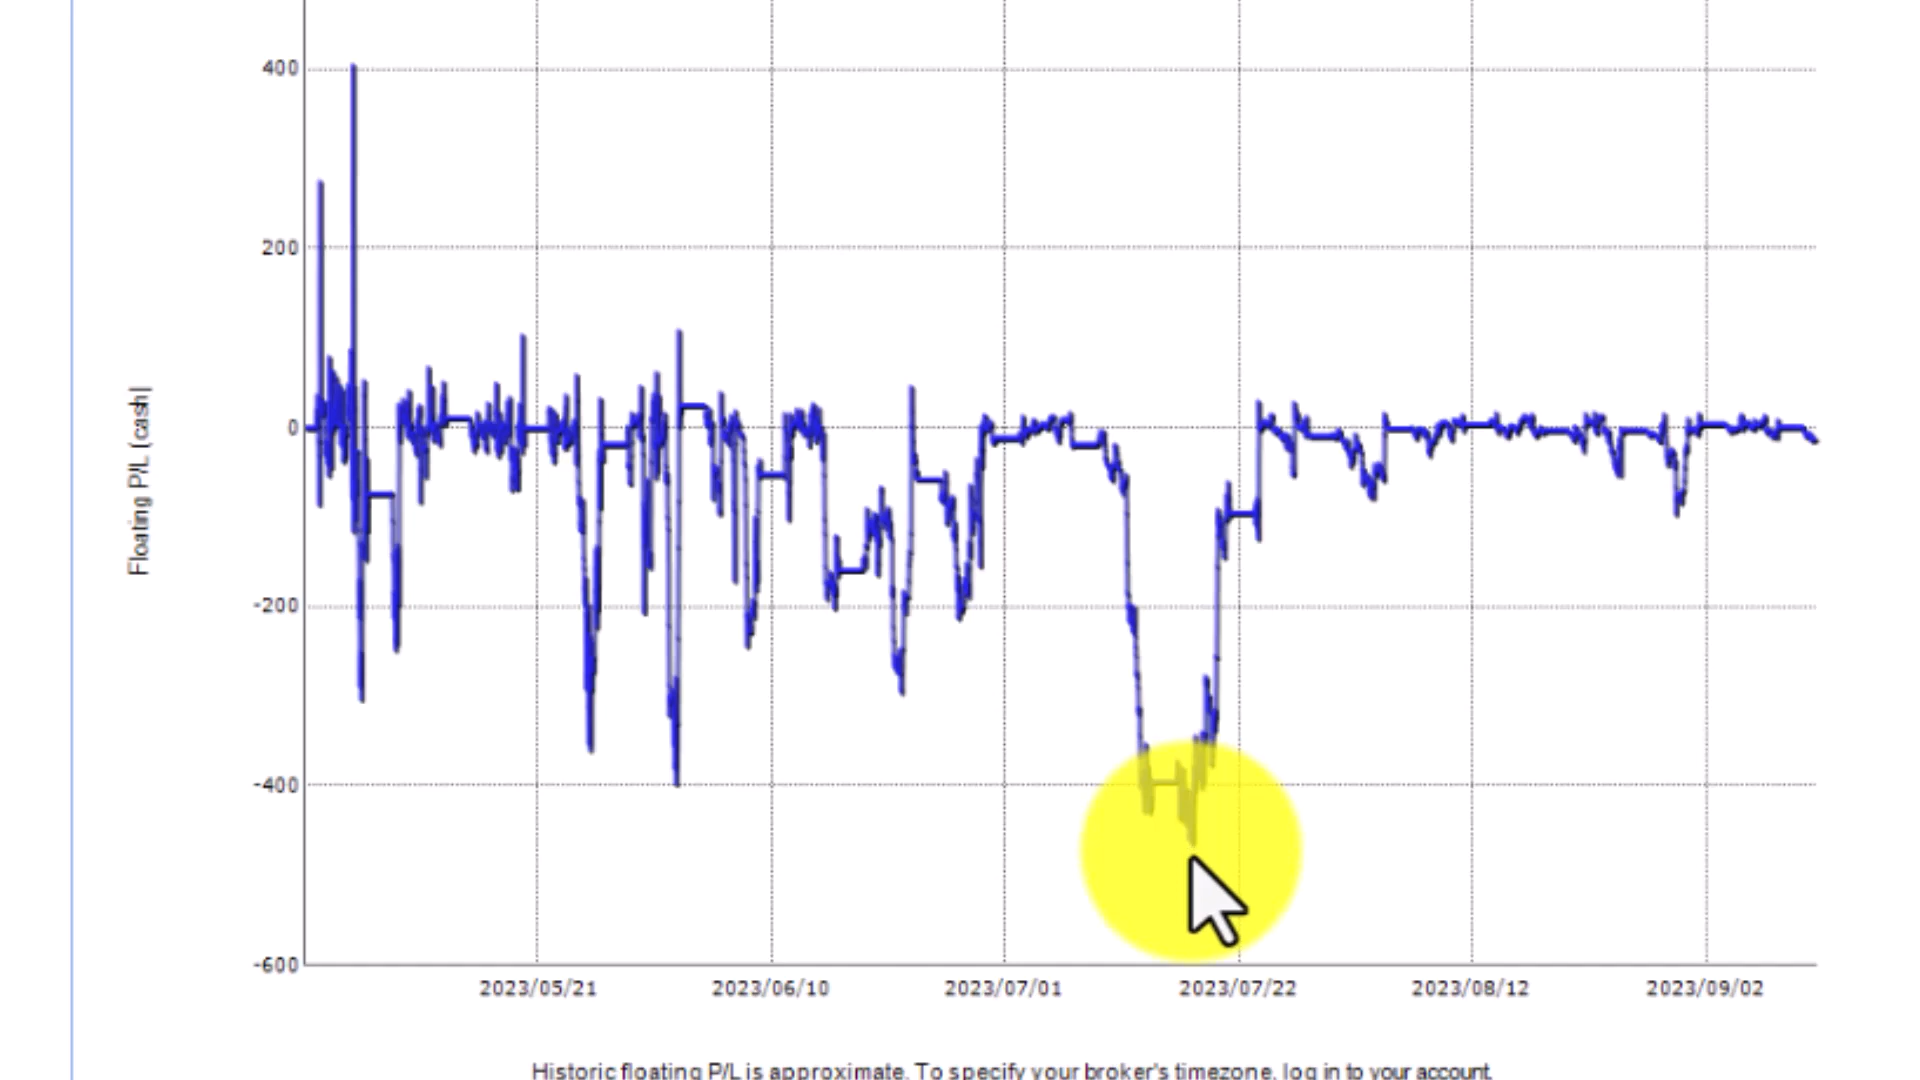 400
200
0
-200
-400
-600
Floating P/L (cash)
2023/05/21 2023/06/10 2023/07/01 2023/07/22 2023/08/12 2023/09/02
Historic floating P/L is approximate. To specify your broker's timezone, log in to your account.